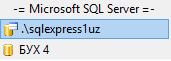 -= Microsoft SQL Server =-
.\sqlexpress1uz
БУХ 4